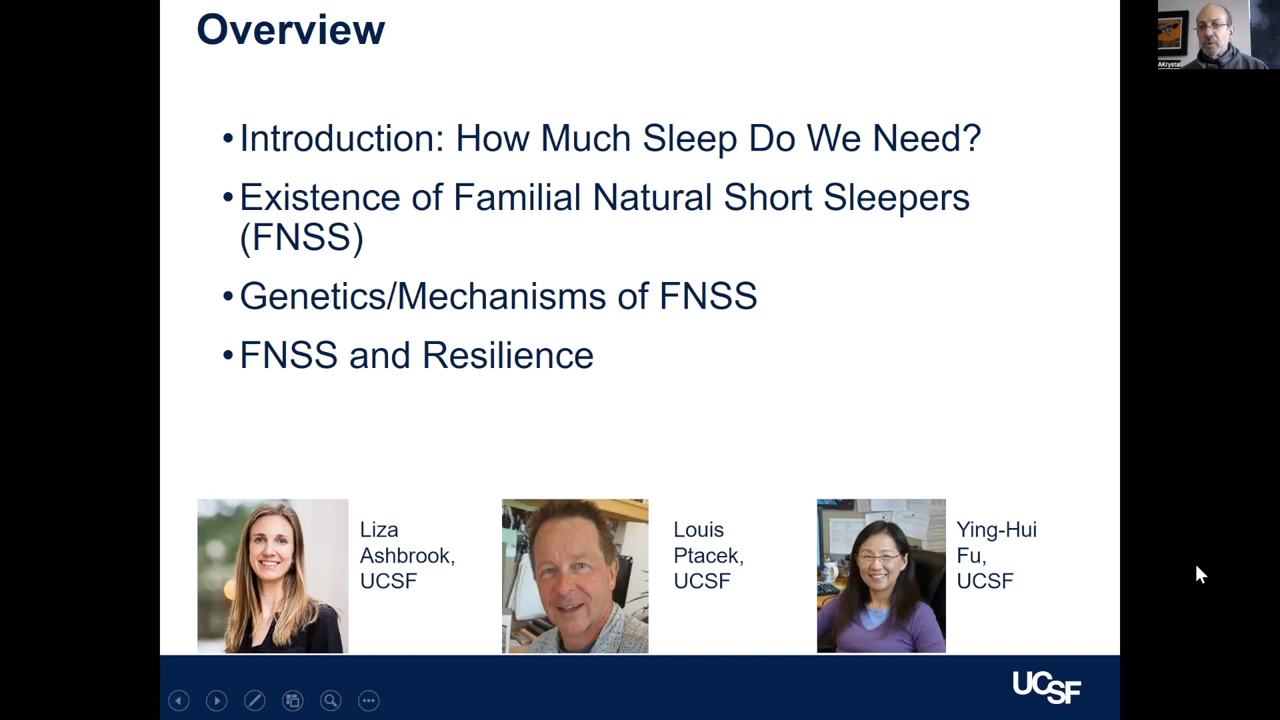 Overview
•Introduction: How Much Sleep Do We Need?
•Existence of Familial Natural Short Sleepers
(FNSS)
•Genetics/Mechanisms of FNSS
•FNSS and Resilience
Liza
Ashbrook,
UCSF
Louis
Ptacek,
UCSF
Ying-Hui
Fu,
UCSF
UCSF
AKrystal